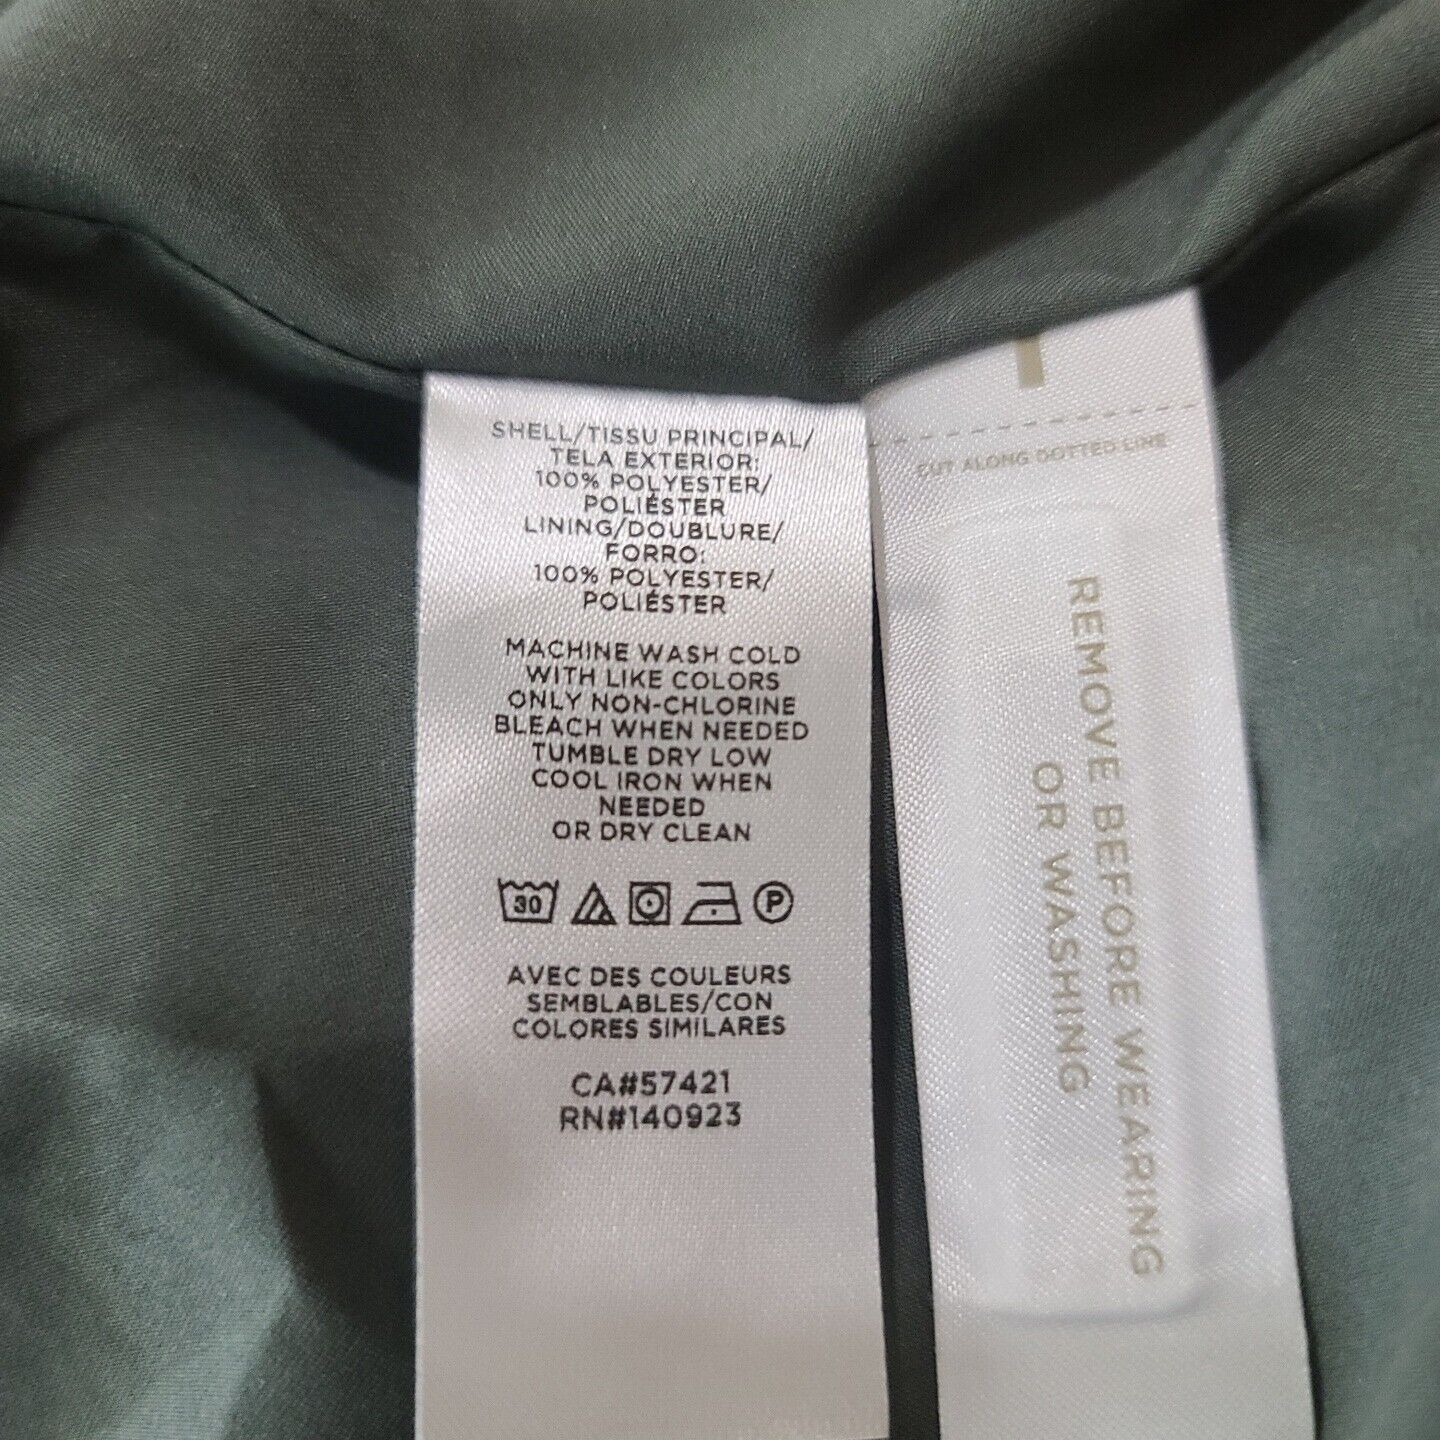 SHELL/TISSU PRINCIPAL/
TELA EXTERIOR:
100% POLYESTER/
POLIÉSTER
LINING/DOUBLURE/
FORRO:
100% POLYESTER/
POLIÉSTER
MACHINE WASH COLD
WITH LIKE COLORS
ONLY NON-CHLORINE
BLEACH WHEN NEEDED
TUMBLE DRY LOW
COOL IRON WHEN
NEEDED
OR DRY CLEAN
30 P
AVEC DES COULEURS
SEMBLABLES/CON
COLORES SIMILARES
CA#57421
RN#140923
CUT ALONG DOTTED LINE
REMOVE BEFORE WEARING
OR WASHING